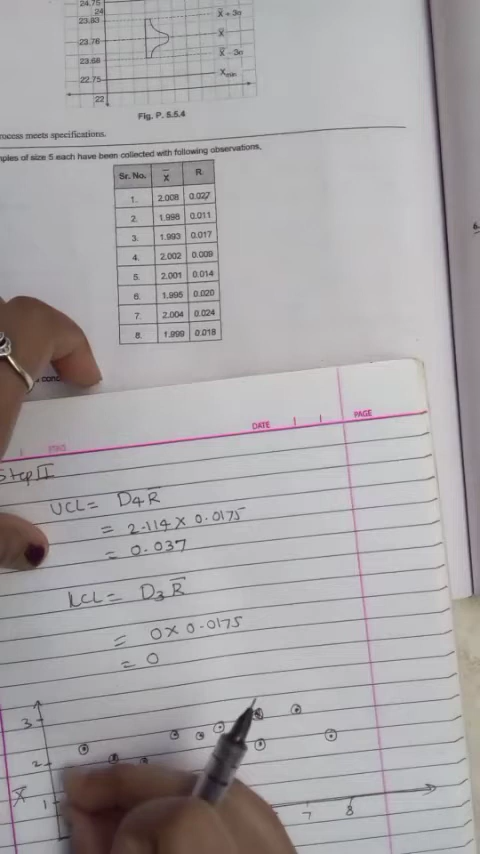 24.75
24
23.83
23.76
23.68
22.75
22
X̄ + 3σ
X̄
X̄ - 3σ
Xmin
Fig. P. 5.5.4
rocess meets specifications.
mples of size 5 each have been collected with following observations,
Sr. No. X̄ R
1. 2.008 0.027
2. 1.998 0.011
3. 1.993 0.017
4. 2.002 0.009
5. 2.001 0.014
6. 1.995 0.020
7. 2.004 0.024
8. 1.999 0.018
DATE PAGE
Step II
UCL = D4R̄
= 2.114 × 0.0175
= 0.037
LCL = D3R̄
= 0 × 0.0175
= 0
3
2
X̄
1
7 8